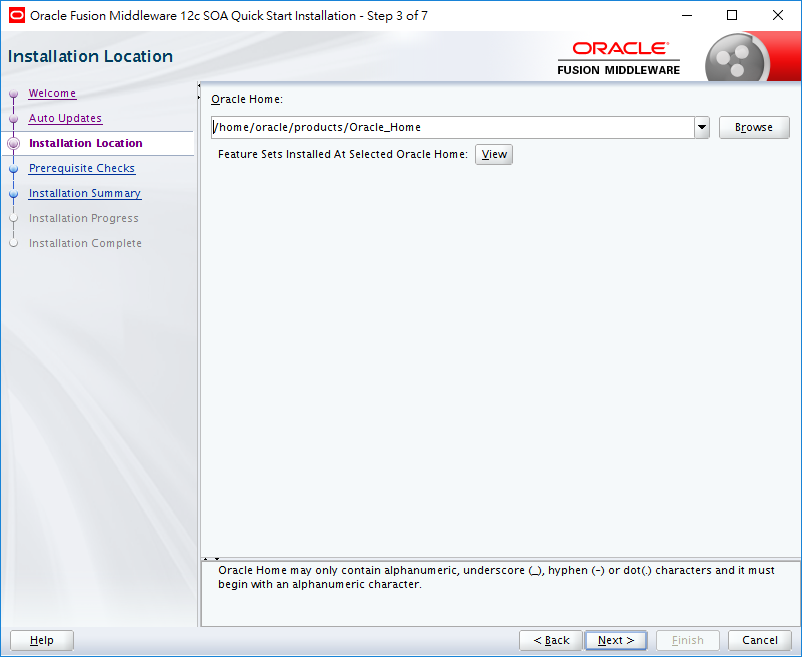 Oracle Fusion Middleware 12c SOA Quick Start Installation - Step 3 of 7
Installation Location
ORACLE
FUSION MIDDLEWARE
Welcome
Auto Updates
Installation Location
Prerequisite Checks
Installation Summary
Installation Progress
Installation Complete
Oracle Home:
/home/oracle/products/Oracle_Home
Browse
Feature Sets Installed At Selected Oracle Home: View
Oracle Home may only contain alphanumeric, underscore (_), hyphen (-) or dot(.) characters and it must
begin with an alphanumeric character.
Help
< Back
Next >
Finish
Cancel